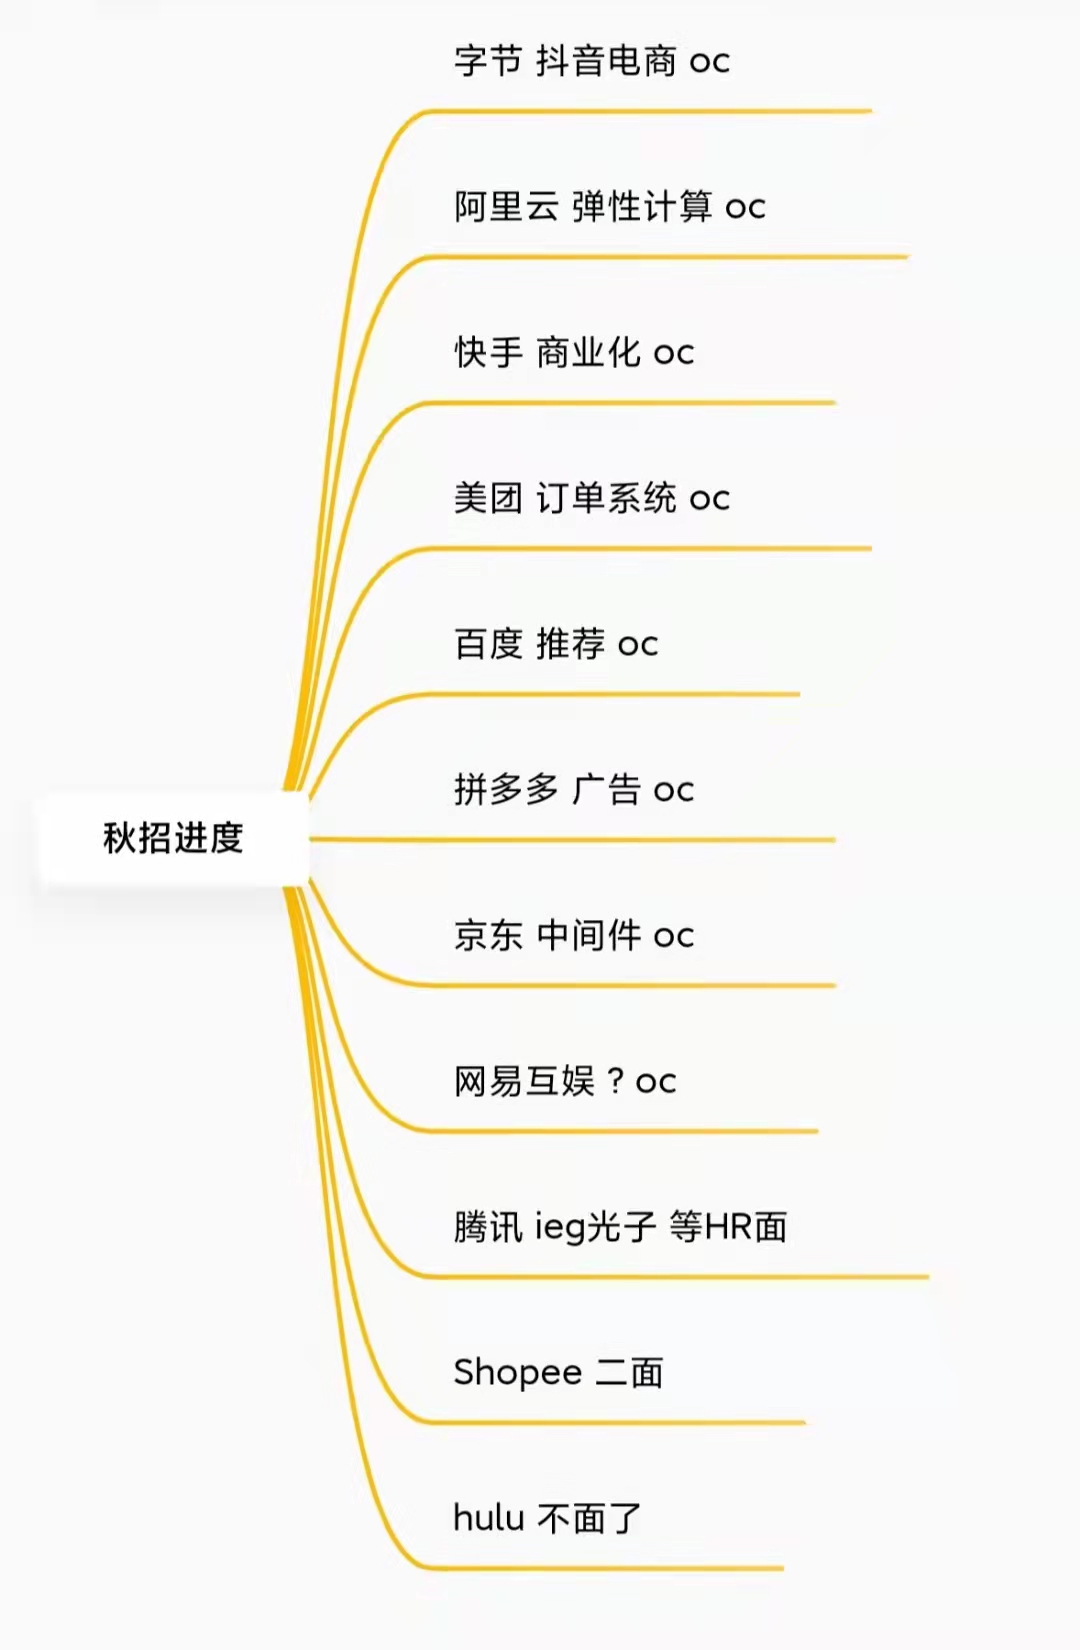 字节 抖音电商 oc
阿里云 弹性计算 oc
快手 商业化 oc
美团 订单系统 oc
百度 推荐 oc
拼多多 广告 oc
秋招进度
京东 中间件 oc
网易互娱 ? oc
腾讯 ieg光子 等HR面
Shopee 二面
hulu 不面了